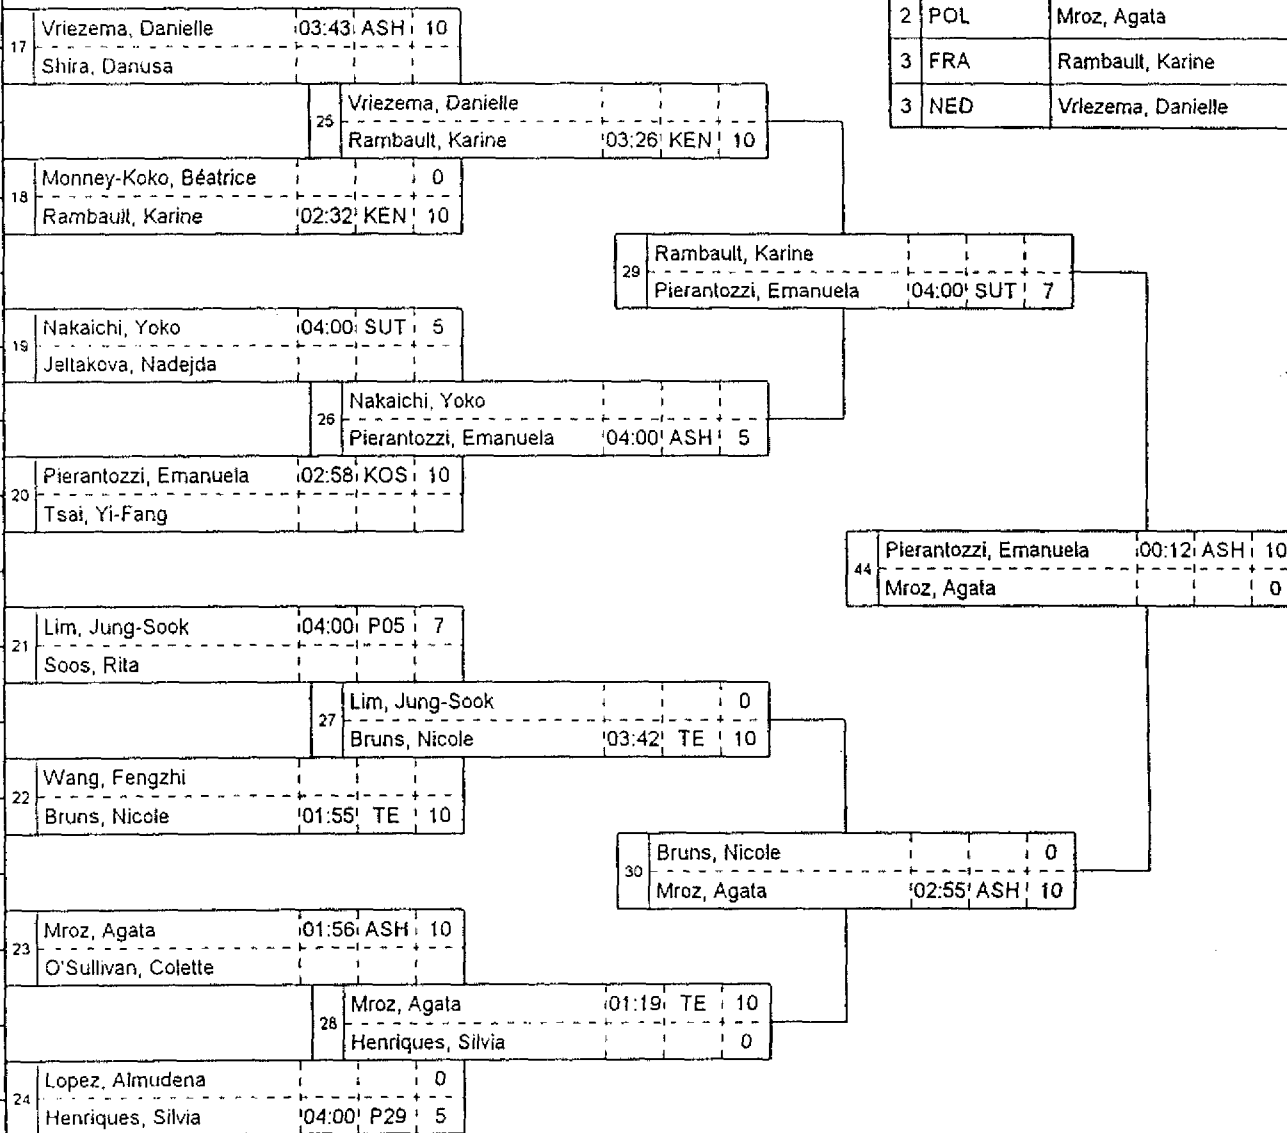 2 POL Mroz, Agata
3 FRA Rambault, Karine
3 NED Vriezema, Danielle
17 Vriezema, Danielle 03:43 ASH 10
Shira, Danusa
25 Vriezema, Danielle
Rambault, Karine 03:26 KEN 10
18 Monney-Koko, Béatrice 0
Rambault, Karine 02:32 KEN 10
29 Rambault, Karine
Pierantozzi, Emanuela 04:00 SUT 7
19 Nakaichi, Yoko 04:00 SUT 5
Jeltakova, Nadejda
26 Nakaichi, Yoko
Pierantozzi, Emanuela 04:00 ASH 5
20 Pierantozzi, Emanuela 02:58 KOS 10
Tsai, Yi-Fang
44 Pierantozzi, Emanuela 00:12 ASH 10
Mroz, Agata 0
21 Lim, Jung-Sook 04:00 P05 7
Soos, Rita
27 Lim, Jung-Sook 0
Bruns, Nicole 03:42 TE 10
22 Wang, Fengzhi
Bruns, Nicole 01:55 TE 10
30 Bruns, Nicole 0
Mroz, Agata 02:55 ASH 10
23 Mroz, Agata 01:56 ASH 10
O'Sullivan, Colette
28 Mroz, Agata 01:19 TE 10
Henriques, Silvia 0
24 Lopez, Almudena 0
Henriques, Silvia 04:00 P29 5